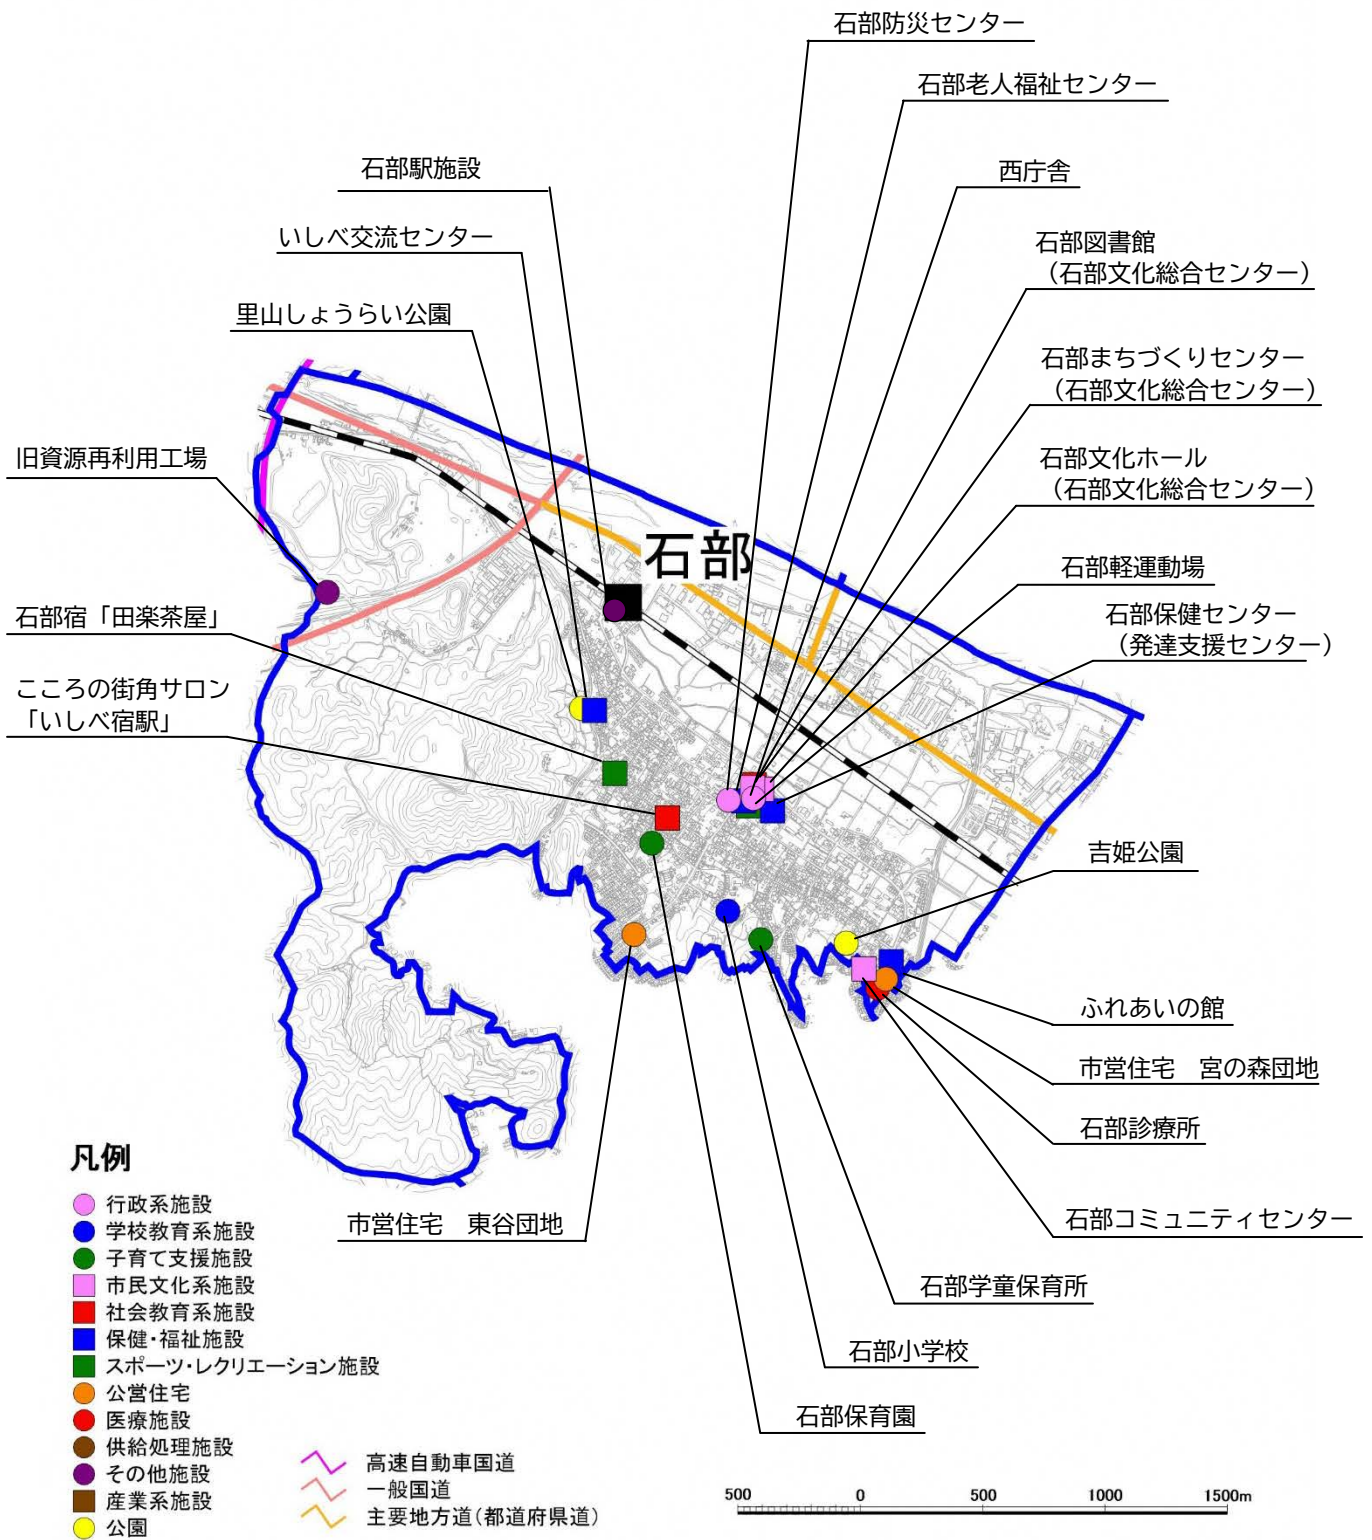 石部防災センター
石部老人福祉センター
西庁舎
石部駅施設
いしべ交流センター
石部図書館
（石部文化総合センター）
里山しょうらい公園
石部まちづくりセンター
（石部文化総合センター）
旧資源再利用工場
石部文化ホール
（石部文化総合センター）
石部
石部軽運動場
石部宿「田楽茶屋」
石部保健センター
（発達支援センター）
こころの街角サロン
「いしべ宿駅」
吉姫公園
ふれあいの館
市営住宅　宮の森団地
石部診療所
石部コミュニティセンター
市営住宅　東谷団地
石部学童保育所
石部小学校
石部保育園
凡例
行政系施設
学校教育系施設
子育て支援施設
市民文化系施設
社会教育系施設
保健・福祉施設
スポーツ・レクリエーション施設
公営住宅
医療施設
供給処理施設
その他施設
産業系施設
公園
高速自動車国道
一般国道
主要地方道(都道府県道)
500 0 500 1000 1500m